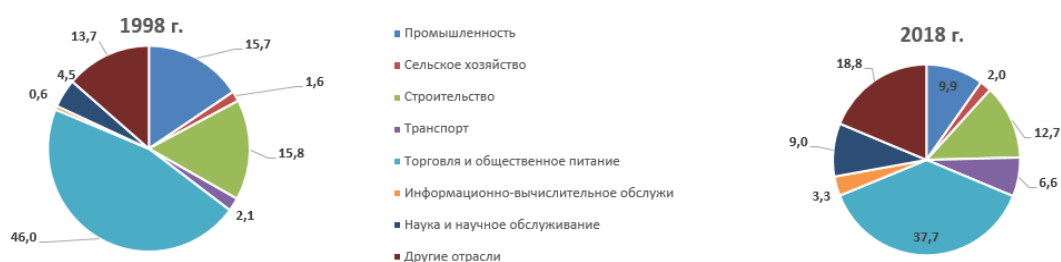 1998 г.
13,7
15,7
4,5
1,6
0,6
15,8
2,1
46,0
Промышленность
Сельское хозяйство
Строительство
Транспорт
Торговля и общественное питание
Информационно-вычислительное обслужи
Наука и научное обслуживание
Другие отрасли
2018 г.
18,8
9,9
2,0
12,7
9,0
6,6
3,3
37,7